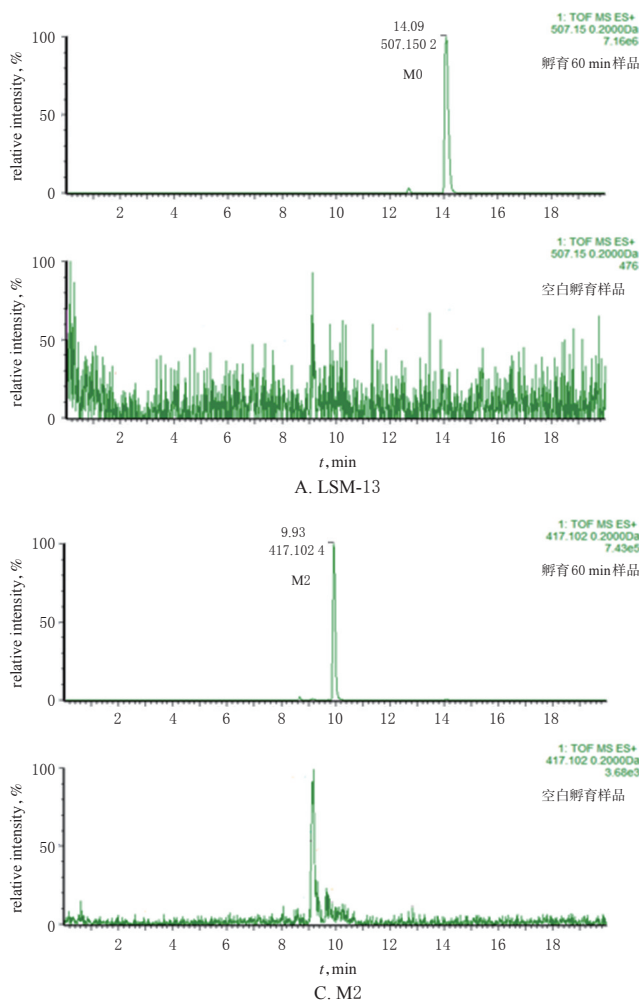 1: TOF MS ES+
507.15 0.2000Da
7.16e6
孵育60 min样品
14.09
507.150 2
M0
relative intensity, %
100
50
0
2 4 6 8 10 12 14 16 18
1: TOF MS ES+
507.15 0.2000Da
476
空白孵育样品
relative intensity, %
100
50
0
2 4 6 8 10 12 14 16 18
t, min
A. LSM-13
1: TOF MS ES+
417.102 0.2000Da
7.43e5
孵育60 min样品
9.93
417.102 4
M2
relative intensity, %
100
50
0
2 4 6 8 10 12 14 16 18
1: TOF MS ES+
417.102 0.2000Da
3.68e3
空白孵育样品
relative intensity, %
100
50
0
2 4 6 8 10 12 14 16 18
t, min
C. M2